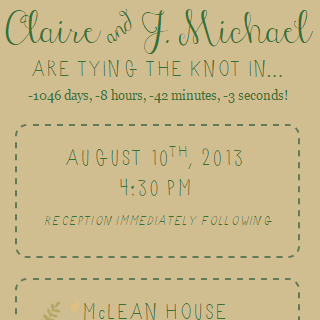 Claire and J. Michael
ARE TYING THE KNOT IN...
-1046 days, -8 hours, -42 minutes, -3 seconds!
AUGUST 10TH, 2013
4:30 PM
RECEPTION IMMEDIATELY FOLLOWING
McLEAN HOUSE